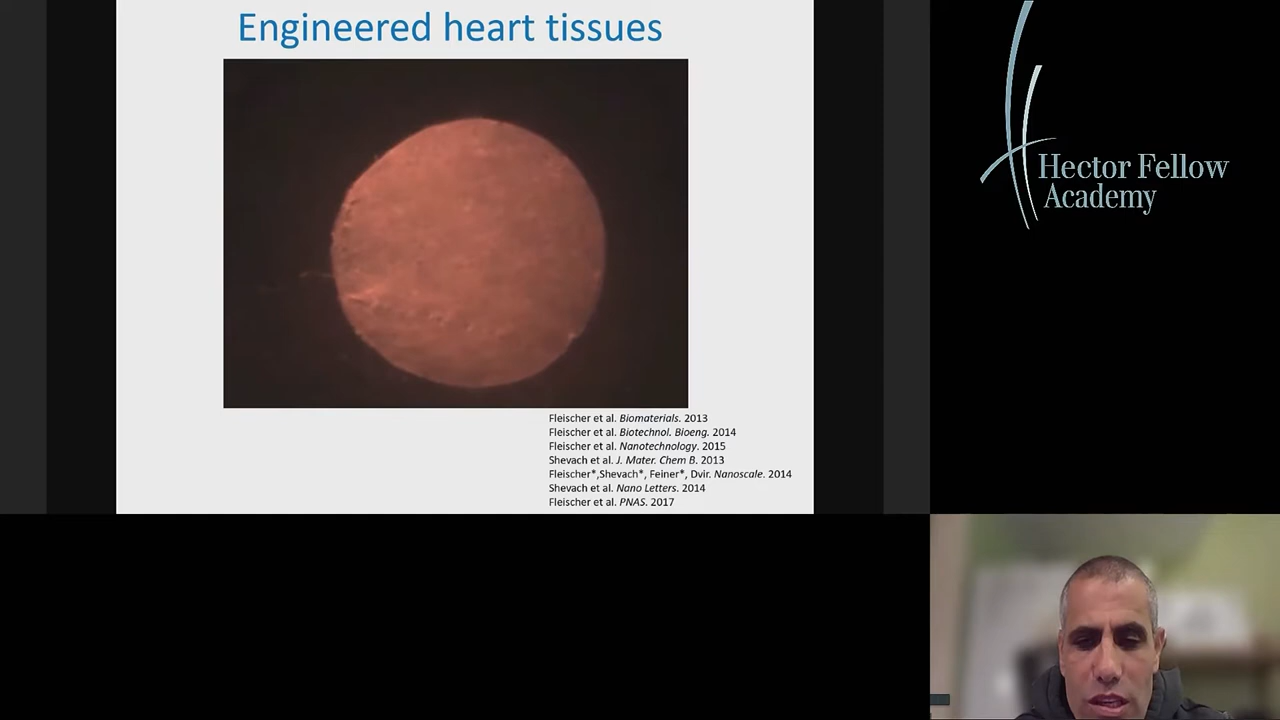 Engineered heart tissues
Fleischer et al. Biomaterials. 2013
Fleischer et al. Biotechnol. Bioeng. 2014
Fleischer et al. Nanotechnology. 2015
Shevach et al. J. Mater. Chem B. 2013
Fleischer*,Shevach*, Feiner*, Dvir. Nanoscale. 2014
Shevach et al. Nano Letters. 2014
Fleischer et al. PNAS. 2017
Hector Fellow
Academy